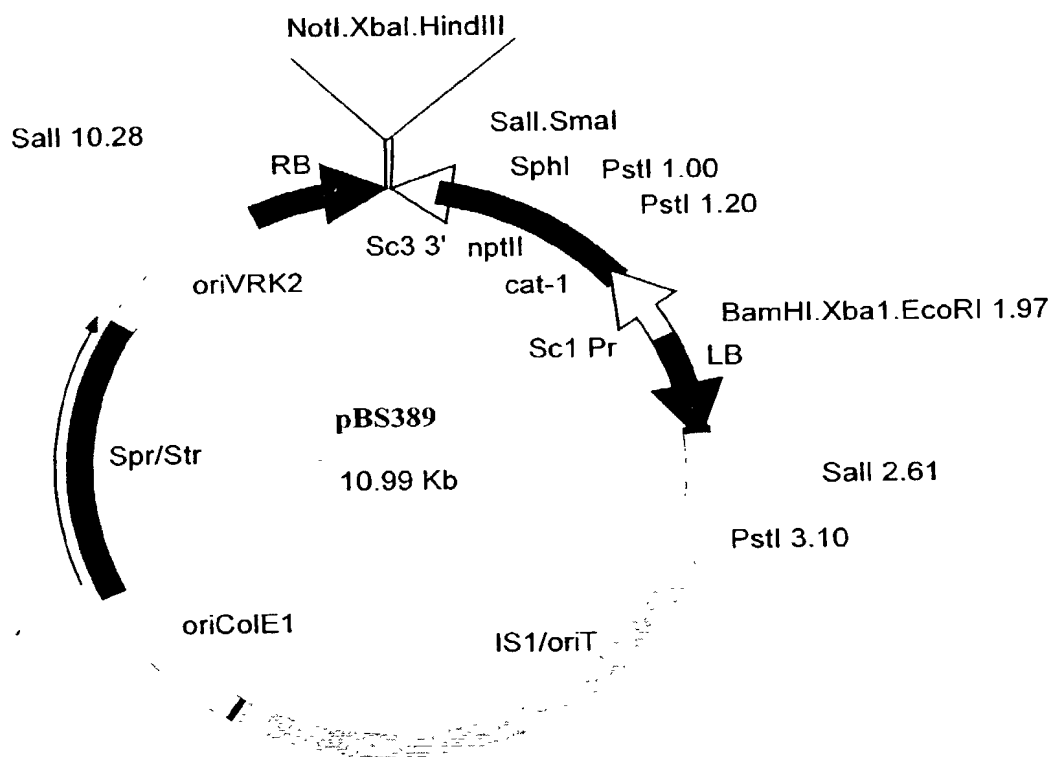 NotI.XbaI.HindIII
SalI 10.28
SalI.SmaI
RB
SphI
PstI 1.00
PstI 1.20
Sc3 3'
nptII
oriVRK2
cat-1
BamHI.Xba1.EcoRI 1.97
Sc1 Pr
LB
pBS389
Spr/Str
10.99 Kb
SalI 2.61
PstI 3.10
oriColE1
IS1/oriT